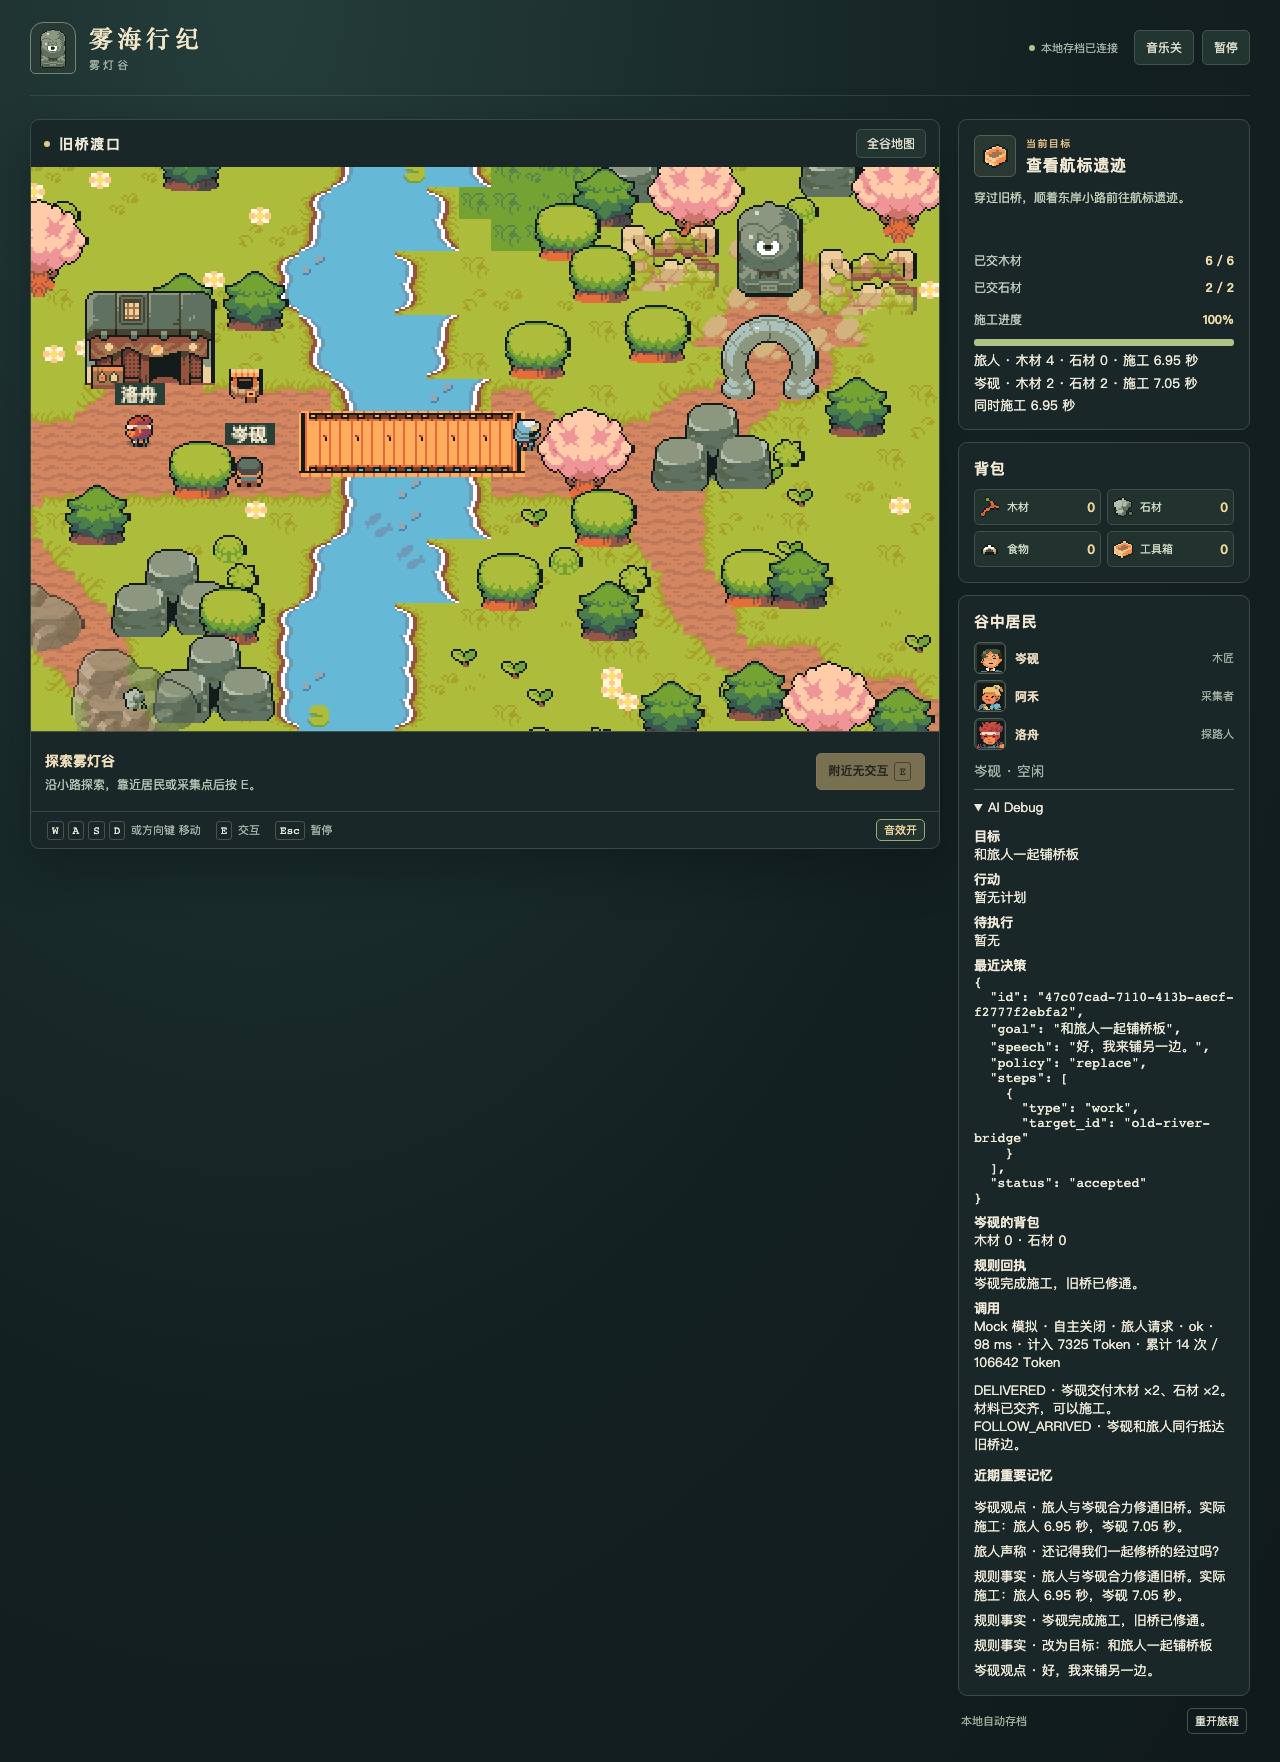 雾海行纪
雾灯谷
本地存档已连接
音乐关
暂停
旧桥渡口
全谷地图
洛舟
岑砚
探索雾灯谷
沿小路探索，靠近居民或采集点后按 E。
附近无交互 E
W A S D 或方向键 移动 E 交互 Esc 暂停
音效开
当前目标
查看航标遗迹
穿过旧桥，顺着东岸小路前往航标遗迹。
已交木材 6 / 6
已交石材 2 / 2
施工进度 100%
旅人 · 木材 4 · 石材 0 · 施工 6.95 秒
岑砚 · 木材 2 · 石材 2 · 施工 7.05 秒
同时施工 6.95 秒
背包
木材 0 石材 0
食物 0 工具箱 0
谷中居民
岑砚 木匠
阿禾 采集者
洛舟 探路人
岑砚 · 空闲
▼ AI Debug
目标
和旅人一起铺桥板
行动
暂无计划
待执行
暂无
最近决策
{
"id": "47c07cad-7110-413b-aecf-
f2777f2ebfa2",
"goal": "和旅人一起铺桥板",
"speech": "好，我来铺另一边。",
"policy": "replace",
"steps": [
{
"type": "work",
"target_id": "old-river-
bridge"
}
],
"status": "accepted"
}
岑砚的背包
木材 0 · 石材 0
规则回执
岑砚完成施工，旧桥已修通。
调用
Mock 模拟 · 自主关闭 · 旅人请求 · ok ·
98 ms · 计入 7325 Token · 累计 14 次 /
106642 Token
DELIVERED · 岑砚交付木材 ×2、石材 ×2。
材料已交齐，可以施工。
FOLLOW_ARRIVED · 岑砚和旅人同行抵达
旧桥边。
近期重要记忆
岑砚观点 · 旅人与岑砚合力修通旧桥。实际
施工：旅人 6.95 秒，岑砚 7.05 秒。
旅人声称 · 还记得我们一起修桥的经过吗？
规则事实 · 旅人与岑砚合力修通旧桥。实际
施工：旅人 6.95 秒，岑砚 7.05 秒。
规则事实 · 岑砚完成施工，旧桥已修通。
规则事实 · 改为目标：和旅人一起铺桥板
岑砚观点 · 好，我来铺另一边。
本地自动存档
重开旅程